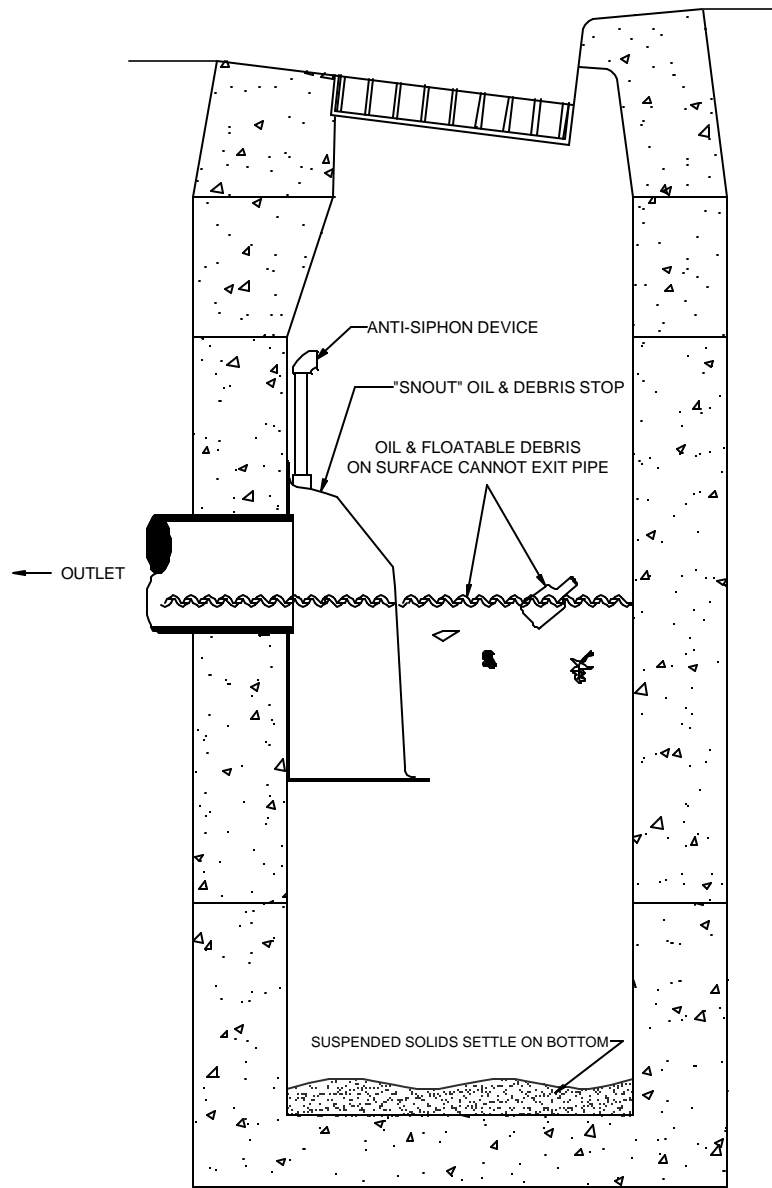 ANTI-SIPHON DEVICE
"SNOUT" OIL & DEBRIS STOP
OIL & FLOATABLE DEBRIS
ON SURFACE CANNOT EXIT PIPE
OUTLET
SUSPENDED SOLIDS SETTLE ON BOTTOM